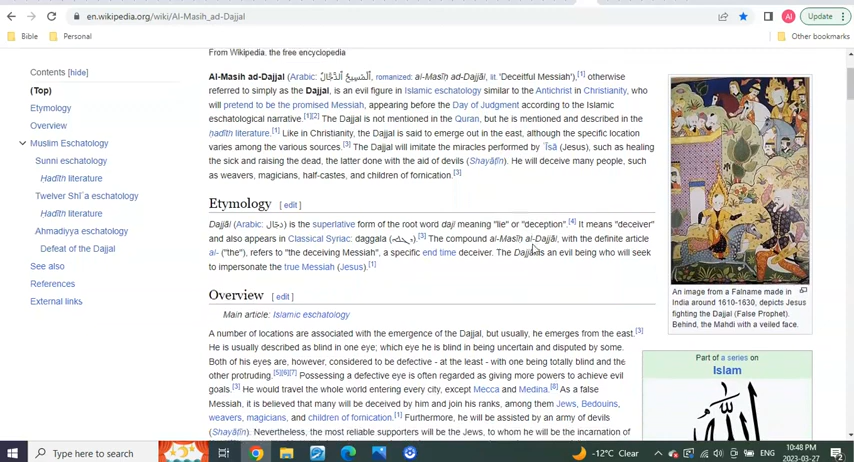 en.wikipedia.org/wiki/Al-Masih_ad-Dajjal
AI
Update
Bible
Personal
Other bookmarks
From Wikipedia, the free encyclopedia
Contents [hide]
(Top)
Etymology
Overview
Muslim Eschatology
Sunni eschatology
Hadīth literature
Twelver Shīʿa eschatology
Hadīth literature
Ahmadiyya eschatology
Defeat of the Dajjal
See also
References
External links
Al-Masih ad-Dajjal (Arabic: ٱلْمَسِيحُ ٱلدَّجَّالُ, romanized: al-Masīḥ ad-Dajjāl, lit. 'Deceitful Messiah'),[1] otherwise
referred to simply as the Dajjal, is an evil figure in Islamic eschatology similar to the Antichrist in Christianity, who
will pretend to be the promised Messiah, appearing before the Day of Judgment according to the Islamic
eschatological narrative.[1][2] The Dajjal is not mentioned in the Quran, but he is mentioned and described in the
ḥadīth literature.[1] Like in Christianity, the Dajjal is said to emerge out in the east, although the specific location
varies among the various sources.[3] The Dajjal will imitate the miracles performed by ʿĪsā (Jesus), such as healing
the sick and raising the dead, the latter done with the aid of devils (Shayāṭīn). He will deceive many people, such
as weavers, magicians, half-castes, and children of fornication.[3]
Etymology [ edit ]
Dajjāl (Arabic: دجّال) is the superlative form of the root word dajl meaning "lie" or "deception".[4] It means "deceiver"
and also appears in Classical Syriac: daggala (). [3] The compound al-Masīḥ al-Dajjāl, with the definite article
al- ("the"), refers to "the deceiving Messiah", a specific end time deceiver. The Dajjāl is an evil being who will seek
to impersonate the true Messiah (Jesus).[1]
Overview [ edit ]
Main article: Islamic eschatology
A number of locations are associated with the emergence of the Dajjal, but usually, he emerges from the east.[3]
He is usually described as blind in one eye; which eye he is blind in being uncertain and disputed by some.
Both of his eyes are, however, considered to be defective - at the least - with one being totally blind and the
other protruding.[5][6][7] Possessing a defective eye is often regarded as giving more powers to achieve evil
goals.[3] He would travel the whole world entering every city, except Mecca and Medina.[8] As a false
Messiah, it is believed that many will be deceived by him and join his ranks, among them Jews, Bedouins,
weavers, magicians, and children of fornication.[1] Furthermore, he will be assisted by an army of devils
(Shayāṭīn). Nevertheless, the most reliable supporters will be the Jews, to whom he will be the incarnation of
An image from a Falname made in
India around 1610-1630, depicts Jesus
fighting the Dajjal (False Prophet).
Behind, the Mahdi with a veiled face.
Part of a series on
Islam
الله
Type here to search
-12°C Clear
ENG
10:48 PM
2023-03-27